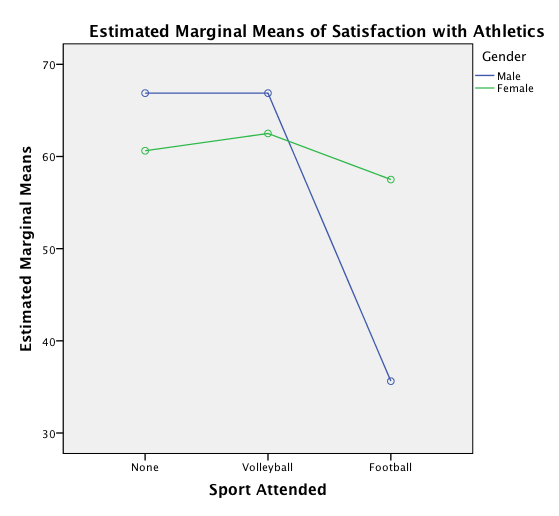 Estimated Marginal Means of Satisfaction with Athletics
Gender
Male
Female
Estimated Marginal Means
70
60
50
40
30
None
Volleyball
Football
Sport Attended